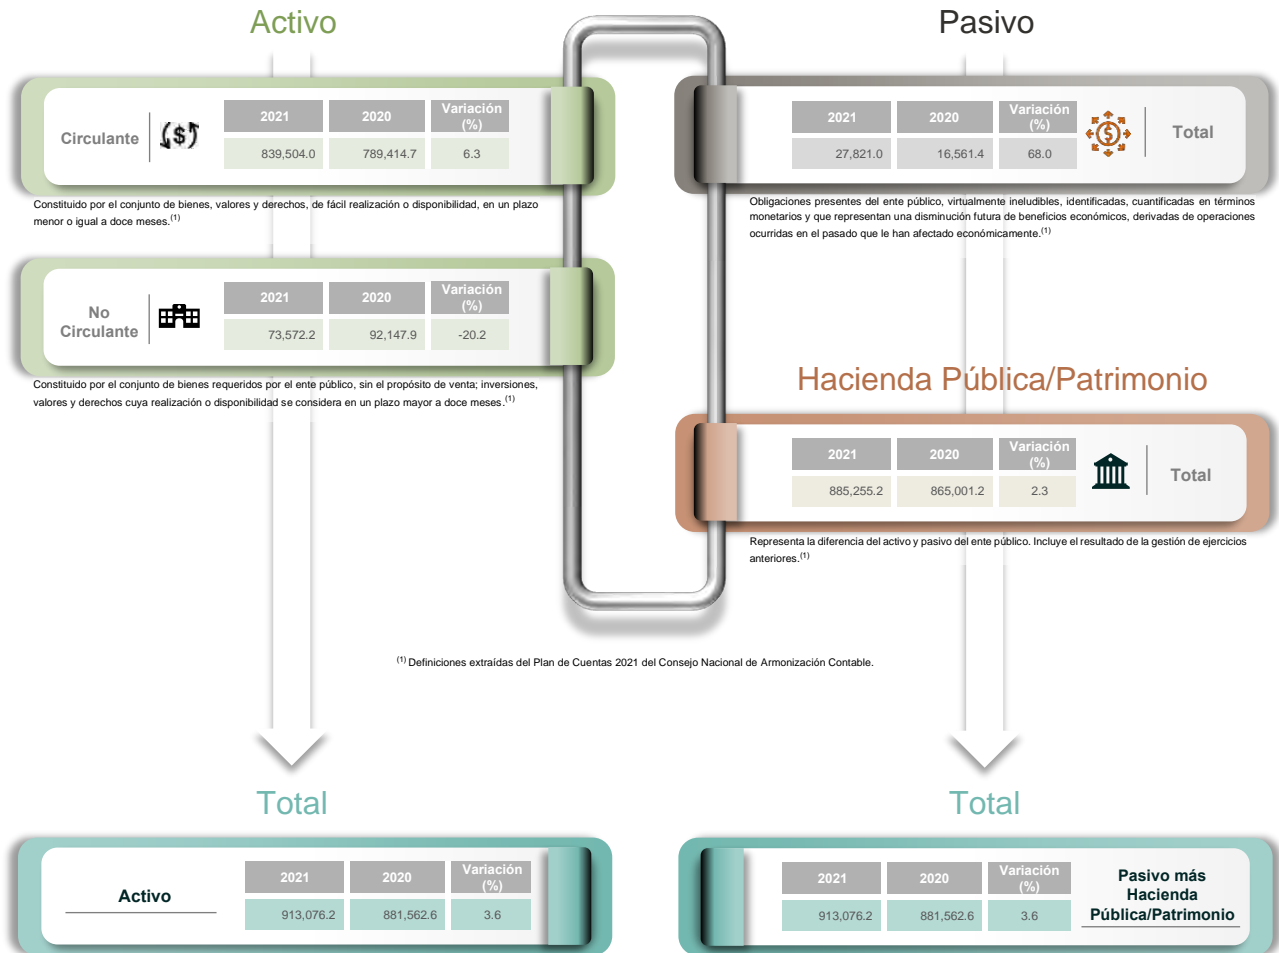 Activo
Circulante
2021 2020 Variación (%)
839,504.0 789,414.7 6.3
Constituido por el conjunto de bienes, valores y derechos, de fácil realización o disponibilidad, en un plazo
menor o igual a doce meses.(1)
No
Circulante
2021 2020 Variación (%)
73,572.2 92,147.9 -20.2
Constituido por el conjunto de bienes requeridos por el ente público, sin el propósito de venta; inversiones,
valores y derechos cuya realización o disponibilidad se considera en un plazo mayor a doce meses.(1)
Pasivo
2021 2020 Variación (%)
27,821.0 16,561.4 68.0
Total
Obligaciones presentes del ente público, virtualmente ineludibles, identificadas, cuantificadas en términos
monetarios y que representan una disminución futura de beneficios económicos, derivadas de operaciones
ocurridas en el pasado que le han afectado económicamente.(1)
Hacienda Pública/Patrimonio
2021 2020 Variación (%)
885,255.2 865,001.2 2.3
Total
Representa la diferencia del activo y pasivo del ente público. Incluye el resultado de la gestión de ejercicios
anteriores.(1)
(1) Definiciones extraídas del Plan de Cuentas 2021 del Consejo Nacional de Armonización Contable.
Total
Activo
2021 2020 Variación (%)
913,076.2 881,562.6 3.6
Total
2021 2020 Variación (%)
913,076.2 881,562.6 3.6
Pasivo más
Hacienda
Pública/Patrimonio